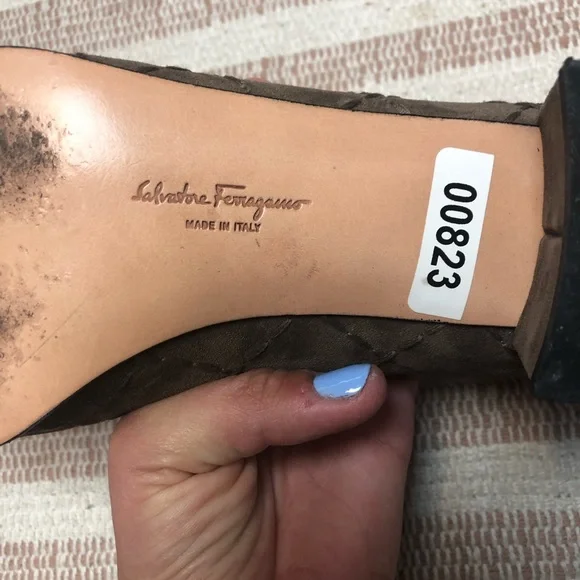 Salvatore Ferragamo
MADE IN ITALY
00823